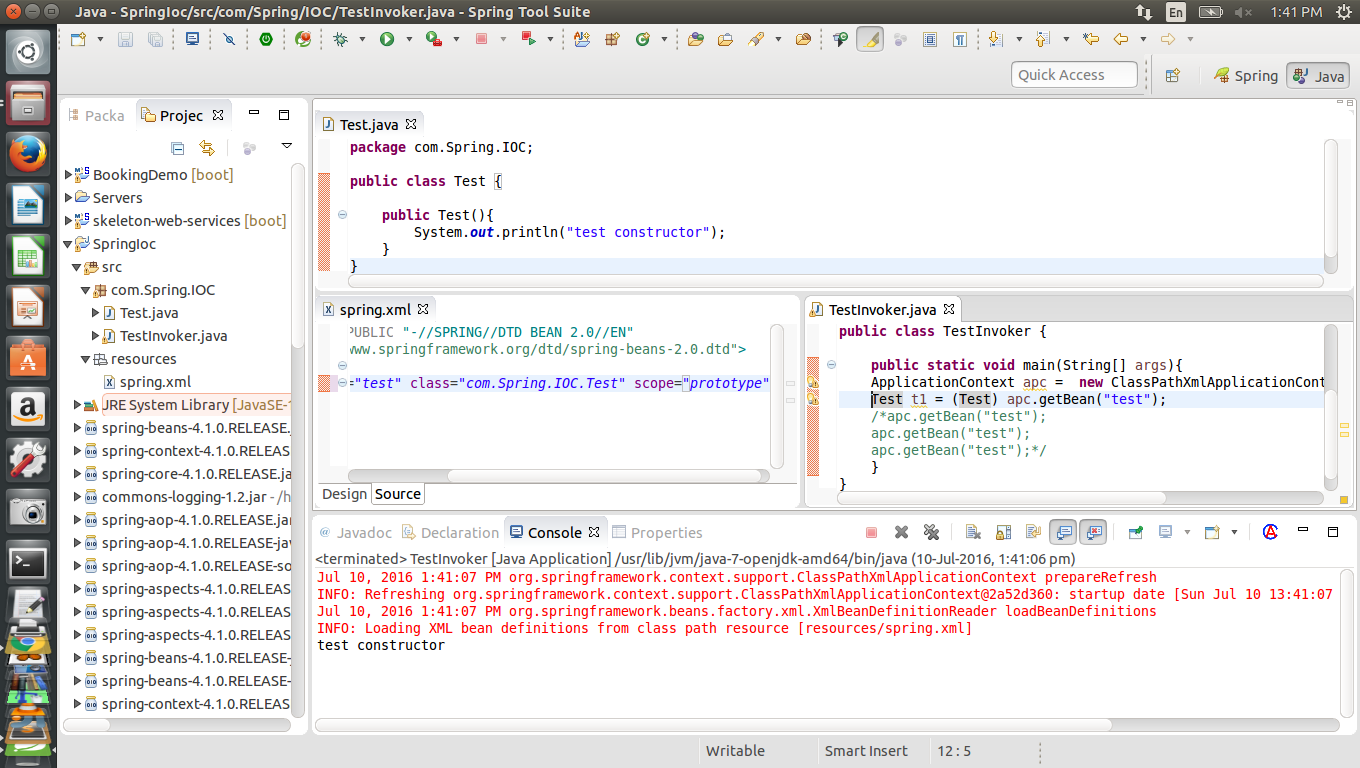 Java - SpringIoc/src/com/Spring/IOC/TestInvoker.java - Spring Tool Suite
En
1:41 PM
Quick Access
Spring
Java
Packa
Projec
BookingDemo [boot]
Servers
skeleton-web-services [boot]
SpringIoc
src
com.Spring.IOC
Test.java
TestInvoker.java
resources
spring.xml
JRE System Library [JavaSE-1
spring-beans-4.1.0.RELEASE.
spring-context-4.1.0.RELEAS
spring-core-4.1.0.RELEASE.ja
commons-logging-1.2.jar - /h
spring-aop-4.1.0.RELEASE.jar
spring-aop-4.1.0.RELEASE-jav
spring-aop-4.1.0.RELEASE-so
spring-aspects-4.1.0.RELEAS
spring-aspects-4.1.0.RELEAS
spring-aspects-4.1.0.RELEAS
spring-beans-4.1.0.RELEASE-
spring-beans-4.1.0.RELEASE-
spring-context-4.1.0.RELEAS
Test.java
package com.Spring.IOC;
public class Test {
public Test(){
System.out.println("test constructor");
}
}
spring.xml
PUBLIC "-//SPRING//DTD BEAN 2.0//EN"
www.springframework.org/dtd/spring-beans-2.0.dtd">
="test" class="com.Spring.IOC.Test" scope="prototype"
Design
Source
TestInvoker.java
public class TestInvoker {
public static void main(String[] args){
ApplicationContext apc =  new ClassPathXmlApplicationCont
Test t1 = (Test) apc.getBean("test");
/*apc.getBean("test");
apc.getBean("test");
apc.getBean("test");*/
}
}
@ Javadoc
Declaration
Console
Properties
<terminated> TestInvoker [Java Application] /usr/lib/jvm/java-7-openjdk-amd64/bin/java (10-Jul-2016, 1:41:06 pm)
Jul 10, 2016 1:41:07 PM org.springframework.context.support.ClassPathXmlApplicationContext prepareRefresh
INFO: Refreshing org.springframework.context.support.ClassPathXmlApplicationContext@2a52d360: startup date [Sun Jul 10 13:41:07
Jul 10, 2016 1:41:07 PM org.springframework.beans.factory.xml.XmlBeanDefinitionReader loadBeanDefinitions
INFO: Loading XML bean definitions from class path resource [resources/spring.xml]
test constructor
Writable
Smart Insert
12 : 5